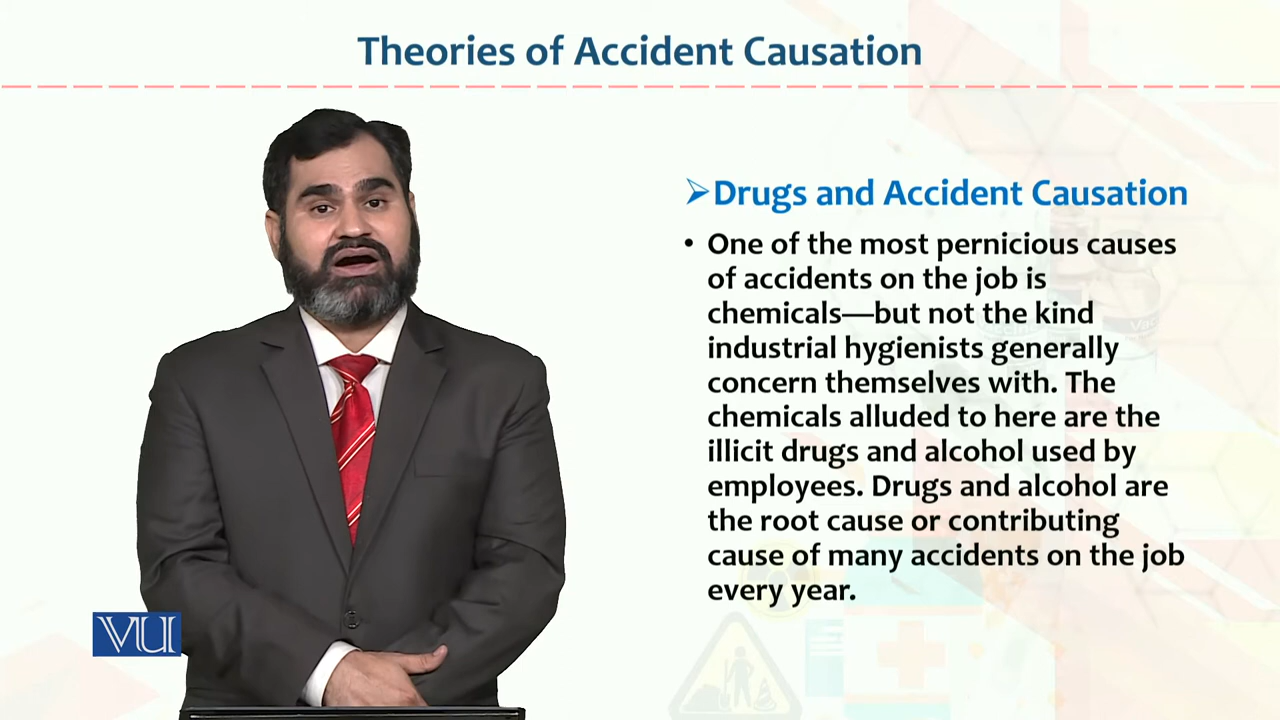 Theories of Accident Causation
➢Drugs and Accident Causation
• One of the most pernicious causes
of accidents on the job is
chemicals—but not the kind
industrial hygienists generally
concern themselves with. The
chemicals alluded to here are the
illicit drugs and alcohol used by
employees. Drugs and alcohol are
the root cause or contributing
cause of many accidents on the job
every year.
VU